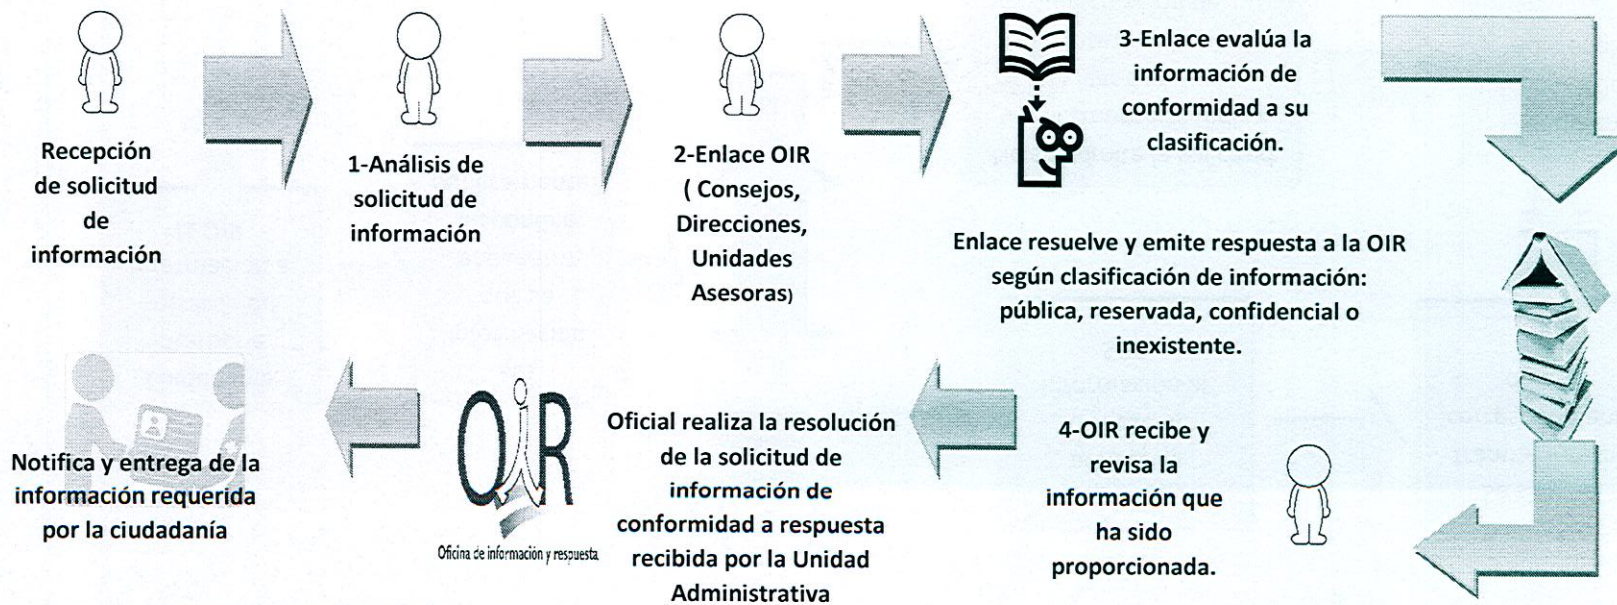 Recepción
de solicitud
de
información
1-Análisis de
solicitud de
información
2-Enlace OIR
( Consejos,
Direcciones,
Unidades
Asesoras)
3-Enlace evalúa la
información de
conformidad a su
clasificación.
Enlace resuelve y emite respuesta a la OIR
según clasificación de información:
pública, reservada, confidencial o
inexistente.
4-OIR recibe y
revisa la
información que
ha sido
proporcionada.
Oficial realiza la resolución
de la solicitud de
información de
conformidad a respuesta
recibida por la Unidad
Administrativa
OiR
Oficina de información y respuesta
Notifica y entrega de la
información requerida
por la ciudadanía